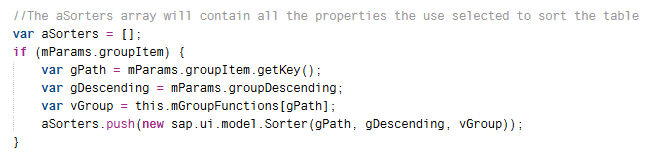 //The aSorters array will contain all the properties the use selected to sort the table
var aSorters = [];
if (mParams.groupItem) {
    var gPath = mParams.groupItem.getKey();
    var gDescending = mParams.groupDescending;
    var vGroup = this.mGroupFunctions[gPath];
    aSorters.push(new sap.ui.model.Sorter(gPath, gDescending, vGroup));
}